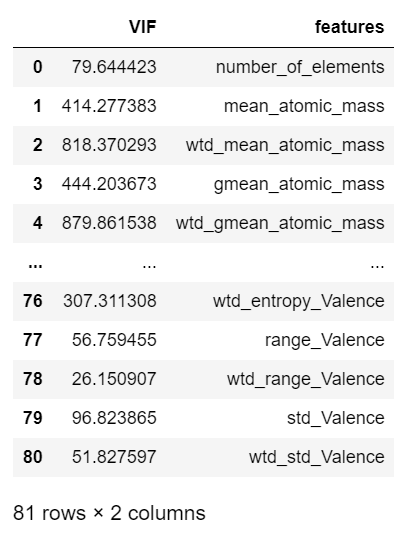 VIF features
0 79.644423 number_of_elements
1 414.277383 mean_atomic_mass
2 818.370293 wtd_mean_atomic_mass
3 444.203673 gmean_atomic_mass
4 879.861538 wtd_gmean_atomic_mass
... ... ...
76 307.311308 wtd_entropy_Valence
77 56.759455 range_Valence
78 26.150907 wtd_range_Valence
79 96.823865 std_Valence
80 51.827597 wtd_std_Valence
81 rows × 2 columns